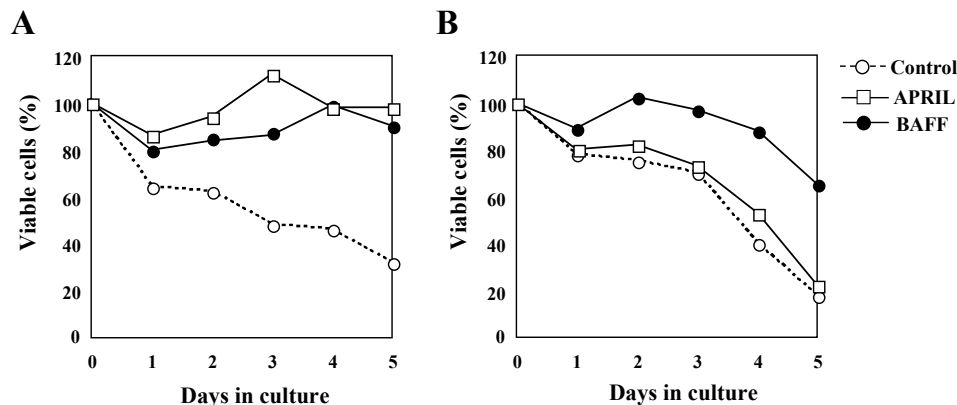 A
120
100
80
60
40
20
0
Viable cells (%)
0 1 2 3 4 5
Days in culture
B
120
100
80
60
40
20
0
Viable cells (%)
0 1 2 3 4 5
Days in culture
Control
APRIL
BAFF